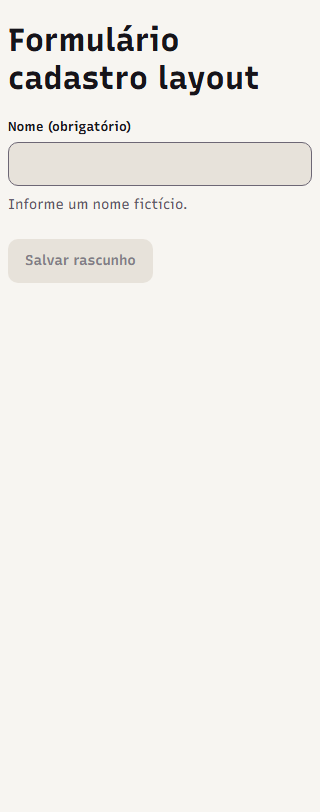 Formulário
cadastro layout
Nome (obrigatório)
Informe um nome fictício.
Salvar rascunho